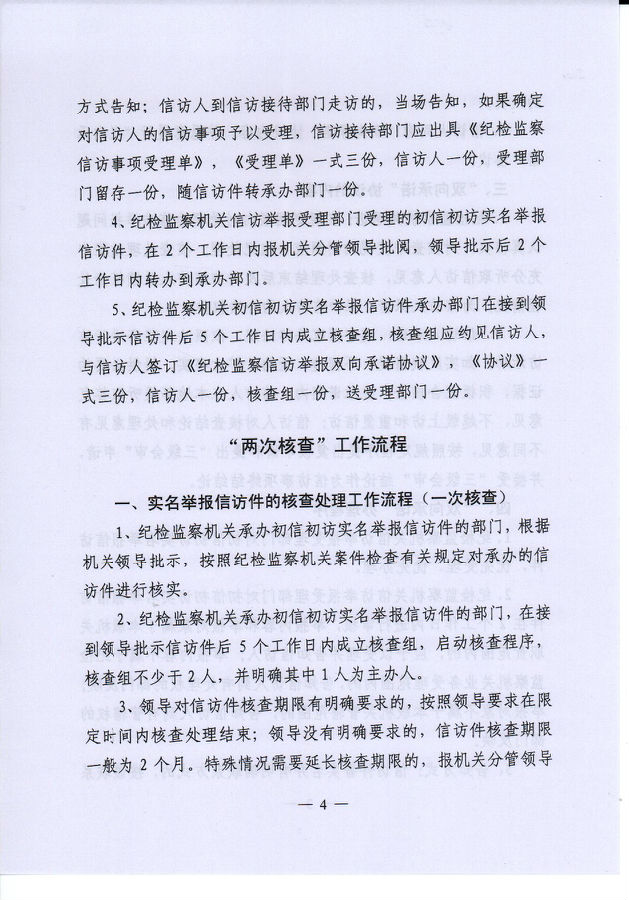 方式告知；信访人到信访接待部门走访的，当场告知，如果确定
对信访人的信访事项予以受理，信访接待部门应出具《纪检监察
信访事项受理单》，《受理单》一式三份，信访人一份，受理部
门留存一份，随信访件转承办部门一份。
4、纪检监察机关信访举报受理部门受理的初信初访实名举报
信访件，在 2 个工作日内报机关分管领导批阅，领导批示后 2 个
工作日内转办到承办部门。
5、纪检监察机关初信初访实名举报信访件承办部门在接到领
导批示信访件后 5 个工作日内成立核查组，核查组应约见信访人，
与信访人签订《纪检监察信访举报双向承诺协议》，《协议》一
式三份，信访人一份，核查组一份，送受理部门一份。
“两次核查”工作流程
一、实名举报信访件的核查处理工作流程（一次核查）
1、纪检监察机关承办初信初访实名举报信访件的部门，根据
机关领导批示，按照纪检监察机关案件检查有关规定对承办的信
访件进行核实。
2、纪检监察机关承办初信初访实名举报信访件的部门，在接
到领导批示信访件后 5 个工作日内成立核查组，启动核查程序，
核查组不少于 2 人，并明确其中 1 人为主办人。
3、领导对信访件核查期限有明确要求的，按照领导要求在限
定时间内核查处理结束；领导没有明确要求的，信访件核查期限
一般为 2 个月。特殊情况需要延长核查期限的，报机关分管领导
— 4 —